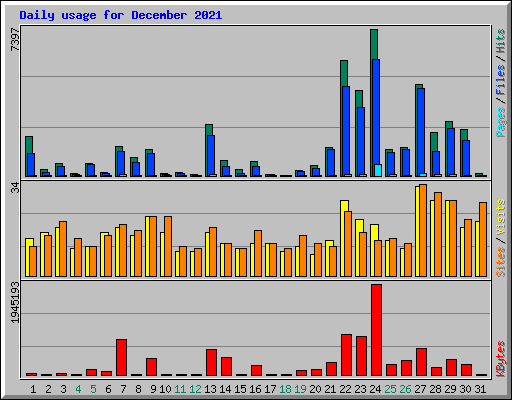 Daily usage for December 2021
7397
Pages / Files / Hits
34
Sites / Visits
1945193
KBytes
1 2 3 4 5 6 7 8 9 10 11 12 13 14 15 16 17 18 19 20 21 22 23 24 25 26 27 28 29 30 31